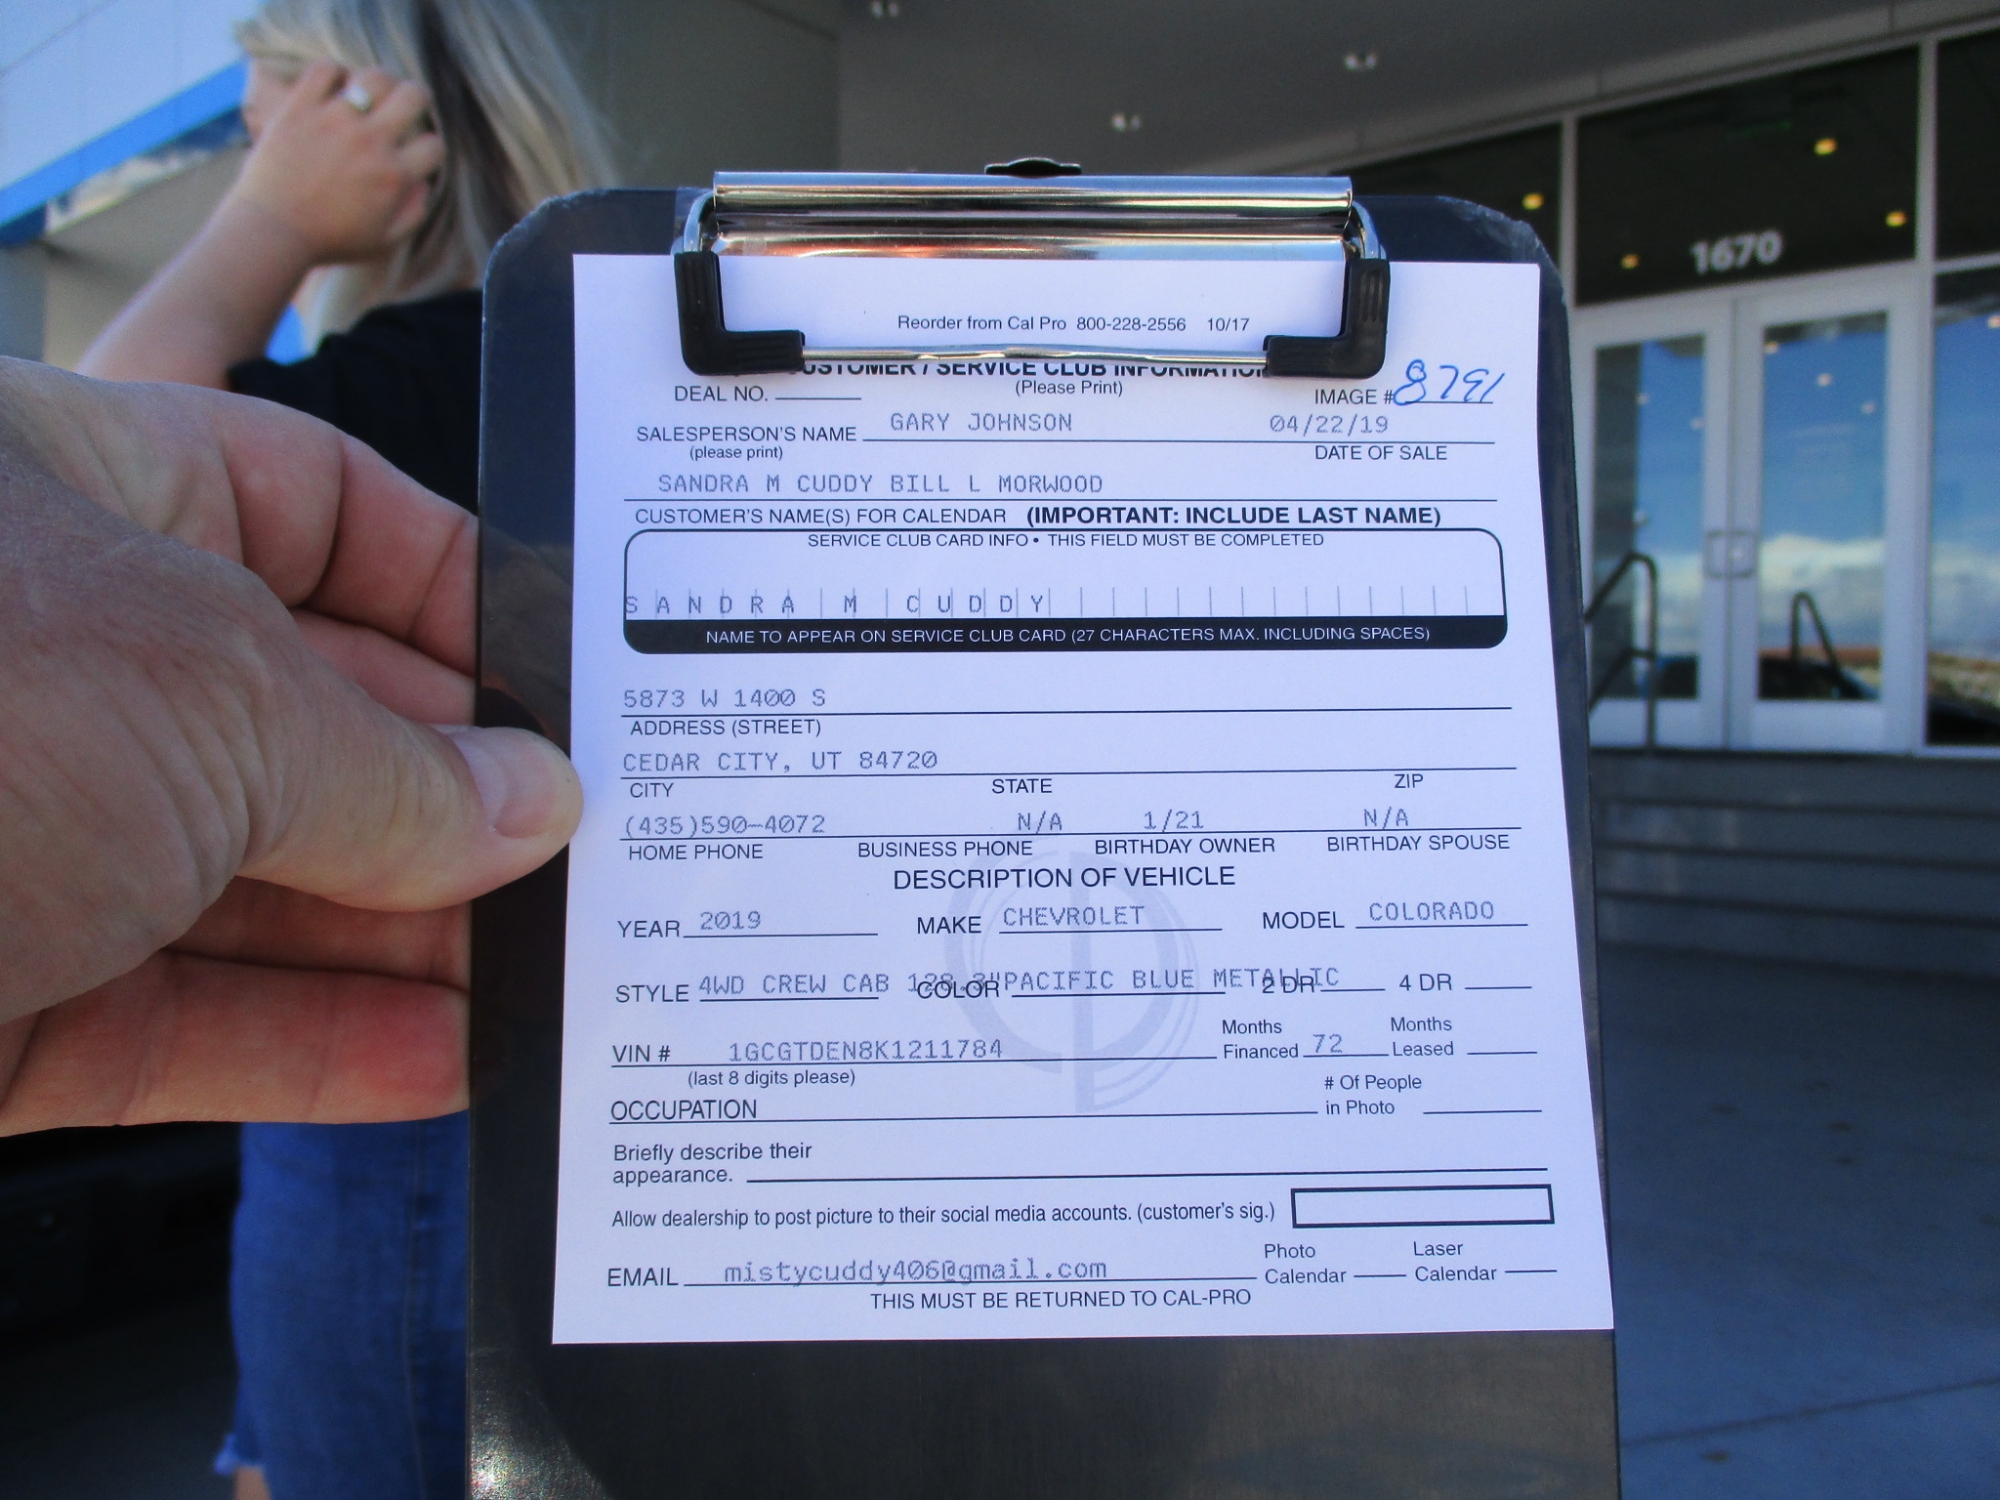 Reorder from Cal Pro 800-228-2556 10/17
CUSTOMER / SERVICE CLUB INFORMATION
(Please Print)
DEAL NO.
IMAGE # 8791
SALESPERSON'S NAME GARY JOHNSON 04/22/19
(please print) DATE OF SALE
SANDRA M CUDDY BILL L MORWOOD
CUSTOMER'S NAME(S) FOR CALENDAR (IMPORTANT: INCLUDE LAST NAME)
SERVICE CLUB CARD INFO • THIS FIELD MUST BE COMPLETED
SANDRA M CUDDY
NAME TO APPEAR ON SERVICE CLUB CARD (27 CHARACTERS MAX. INCLUDING SPACES)
5873 W 1400 S
ADDRESS (STREET)
CEDAR CITY, UT 84720
CITY STATE ZIP
(435)590-4072 N/A 1/21 N/A
HOME PHONE BUSINESS PHONE BIRTHDAY OWNER BIRTHDAY SPOUSE
DESCRIPTION OF VEHICLE
YEAR 2019 MAKE CHEVROLET MODEL COLORADO
STYLE 4WD CREW CAB 128.3" COLOR PACIFIC BLUE METALLIC 2 DR 4 DR
VIN # 1GCGTDEN8K1211784 Months Financed 72 Months Leased
(last 8 digits please)
OCCUPATION # Of People in Photo
Briefly describe their
appearance.
Allow dealership to post picture to their social media accounts. (customer's sig.)
EMAIL mistycuddy406@gmail.com Photo Calendar Laser Calendar
THIS MUST BE RETURNED TO CAL-PRO
1670